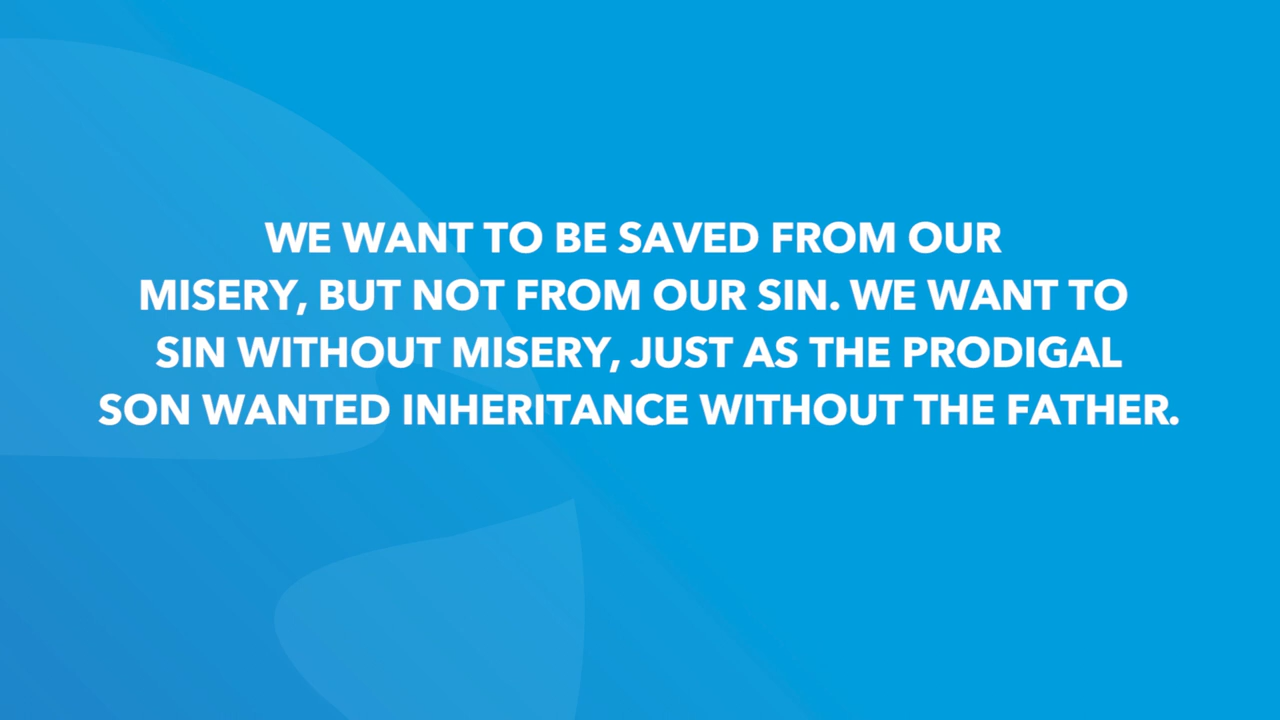 WE WANT TO BE SAVED FROM OUR
MISERY, BUT NOT FROM OUR SIN. WE WANT TO
SIN WITHOUT MISERY, JUST AS THE PRODIGAL
SON WANTED INHERITANCE WITHOUT THE FATHER.